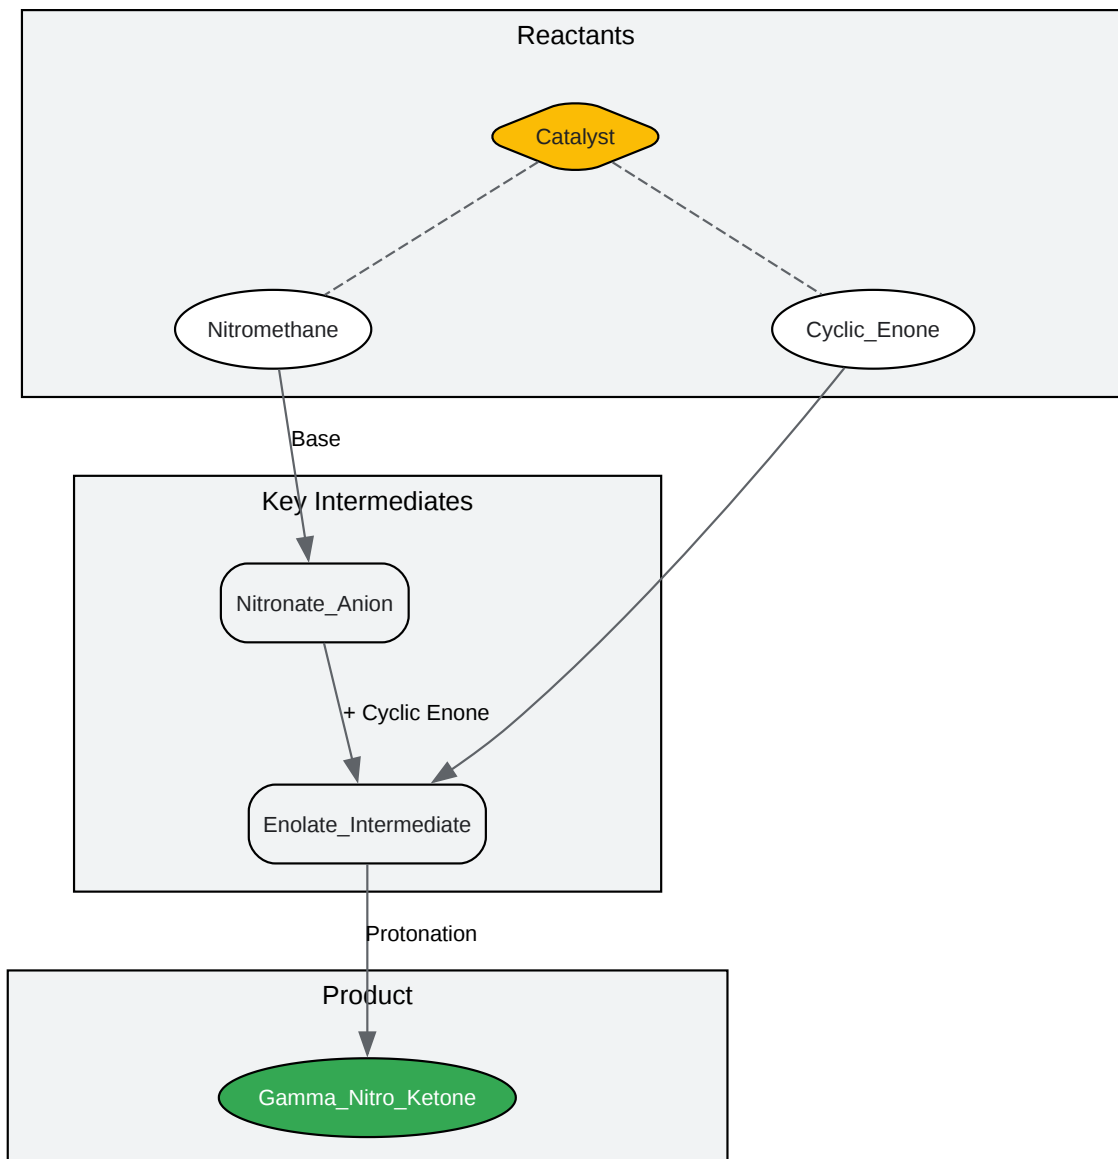 Reactants
Catalyst
Nitromethane
Cyclic_Enone
Base
Key Intermediates
Nitronate_Anion
+ Cyclic Enone
Enolate_Intermediate
Protonation
Product
Gamma_Nitro_Ketone